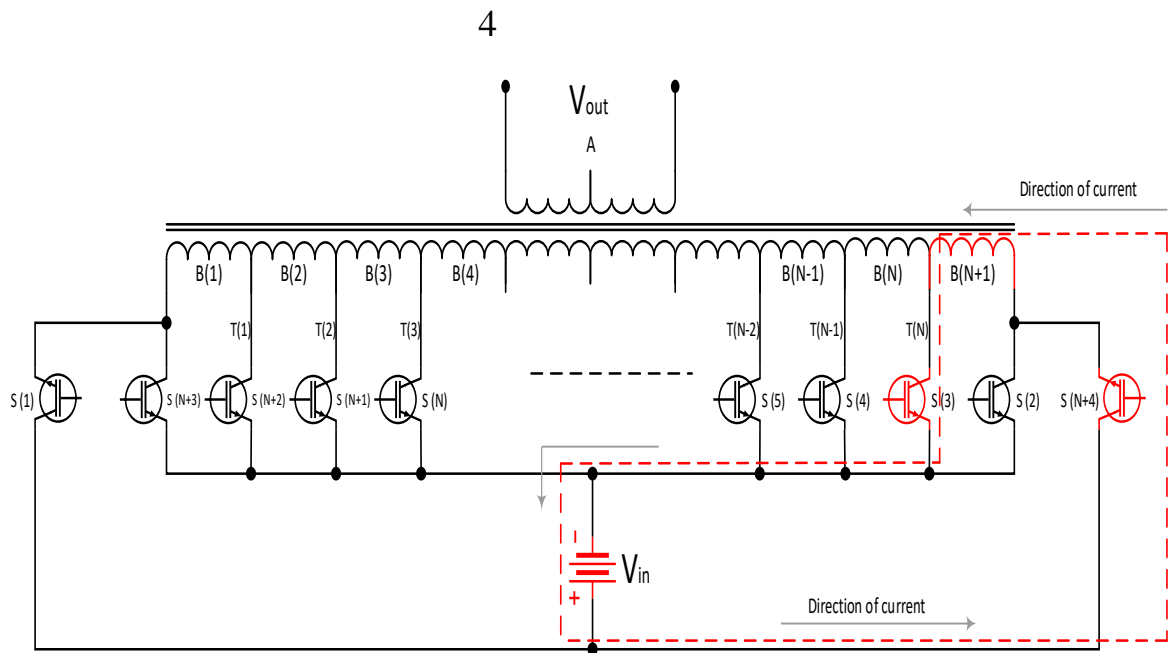 4
Vout
A
Direction of current
B(1)
B(2)
B(3)
B(4)
B(N-1)
B(N)
B(N+1)
T(1)
T(2)
T(3)
T(N-2)
T(N-1)
T(N)
S (1)
S (N+3)
S (N+2)
S (N+1)
S (N)
S (5)
S (4)
S (3)
S (2)
S (N+4)
-
Vin
+
Direction of current